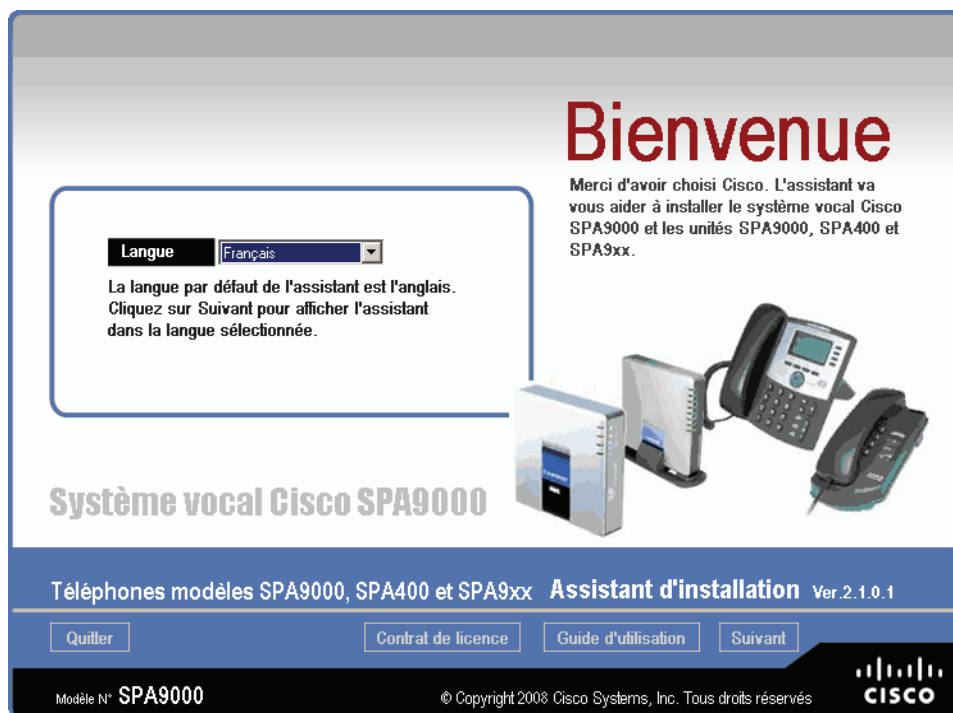 Bienvenue
Merci d'avoir choisi Cisco. L'assistant va
vous aider à installer le système vocal Cisco
SPA9000 et les unités SPA9000, SPA400 et
SPA9xx.
Langue
Français
La langue par défaut de l'assistant est l'anglais.
Cliquez sur Suivant pour afficher l'assistant
dans la langue sélectionnée.
Système vocal Cisco SPA9000
Téléphones modèles SPA9000, SPA400 et SPA9xx Assistant d'installation Ver.2.1.0.1
Quitter Contrat de licence Guide d'utilisation Suivant
Modèle N° SPA9000 © Copyright 2008 Cisco Systems, Inc. Tous droits réservés
CISCO